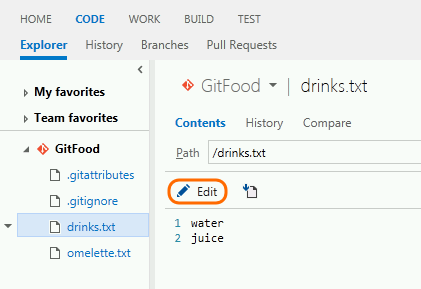 HOME CODE WORK BUILD TEST
Explorer History Branches Pull Requests
My favorites
Team favorites
GitFood
.gitattributes
.gitignore
drinks.txt
omelette.txt
GitFood | drinks.txt
Contents History Compare
Path /drinks.txt
Edit
1 water
2 juice